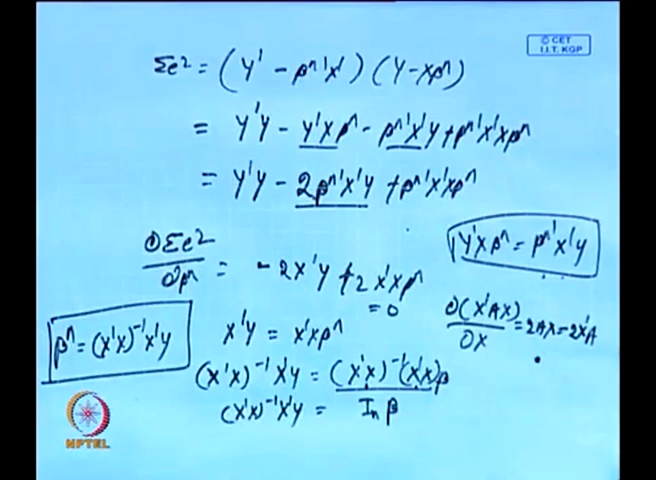 © CET
I.I.T. KGP
Σe² = (Y' - β^'X') (Y - Xβ^)
= Y'Y - Y'Xβ^ - β^'X'Y + β^'X'Xβ^
= Y'Y - 2β^'X'Y + β^'X'Xβ^
Y'Xβ^ = β^'X'Y
∂Σe²/∂β^ = -2X'Y + 2X'Xβ^
= 0
∂(X'AX)/∂X = 2AX = 2X'A
β^ = (X'X)⁻¹X'Y
X'Y = X'Xβ^
(X'X)⁻¹X'Y = (X'X)⁻¹(X'X)β
(X'X)⁻¹X'Y = Iₙ β
NPTEL